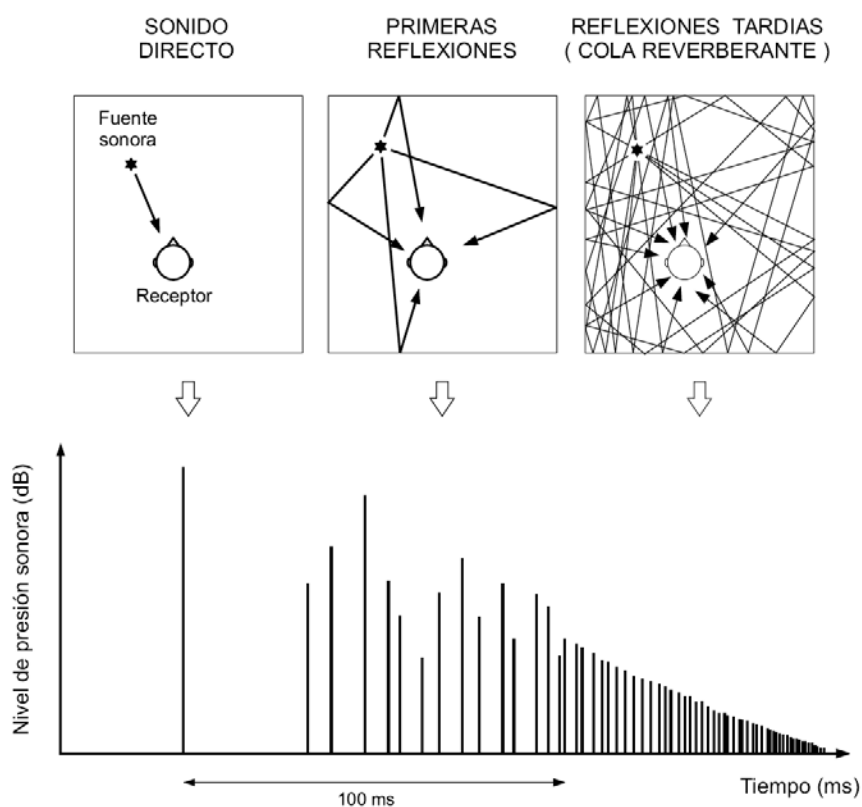 SONIDO
DIRECTO
PRIMERAS
REFLEXIONES
REFLEXIONES TARDIAS
( COLA REVERBERANTE )
Fuente
sonora
Receptor
Nivel de presión sonora (dB)
100 ms
Tiempo (ms)